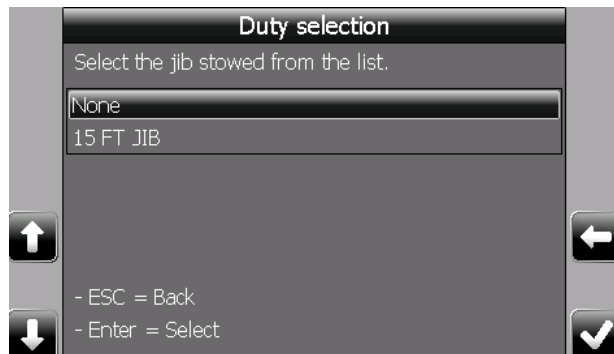 Duty selection
Select the jib stowed from the list.
None
15 FT JIB
- ESC = Back
- Enter = Select